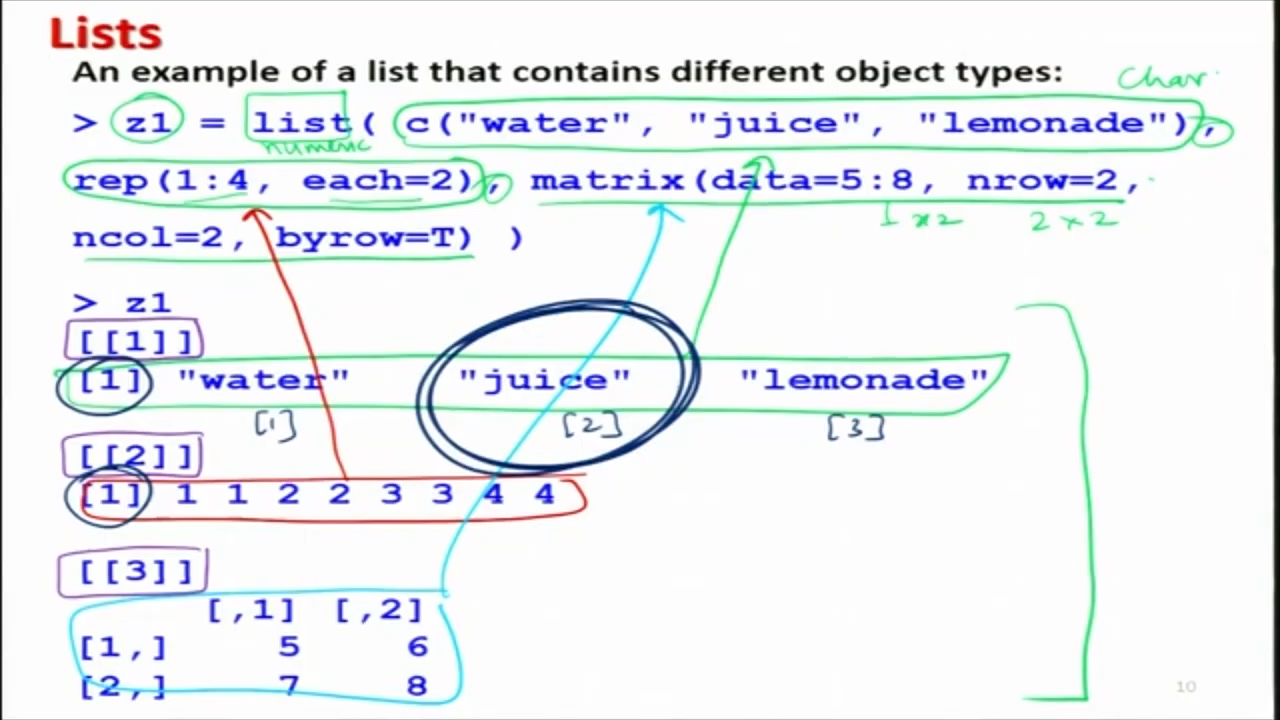 Lists
An example of a list that contains different object types: Char.
> z1 = list( c("water", "juice", "lemonade"),
numeric
rep(1:4, each=2), matrix(data=5:8, nrow=2,
2 x 2
ncol=2, byrow=T) )
> z1
[[1]]
[1] "water" "juice" "lemonade"
[1] [2] [3]
[[2]]
[1] 1 1 2 2 3 3 4 4
[[3]]
[,1] [,2]
[1,] 5 6
[2,] 7 8
10